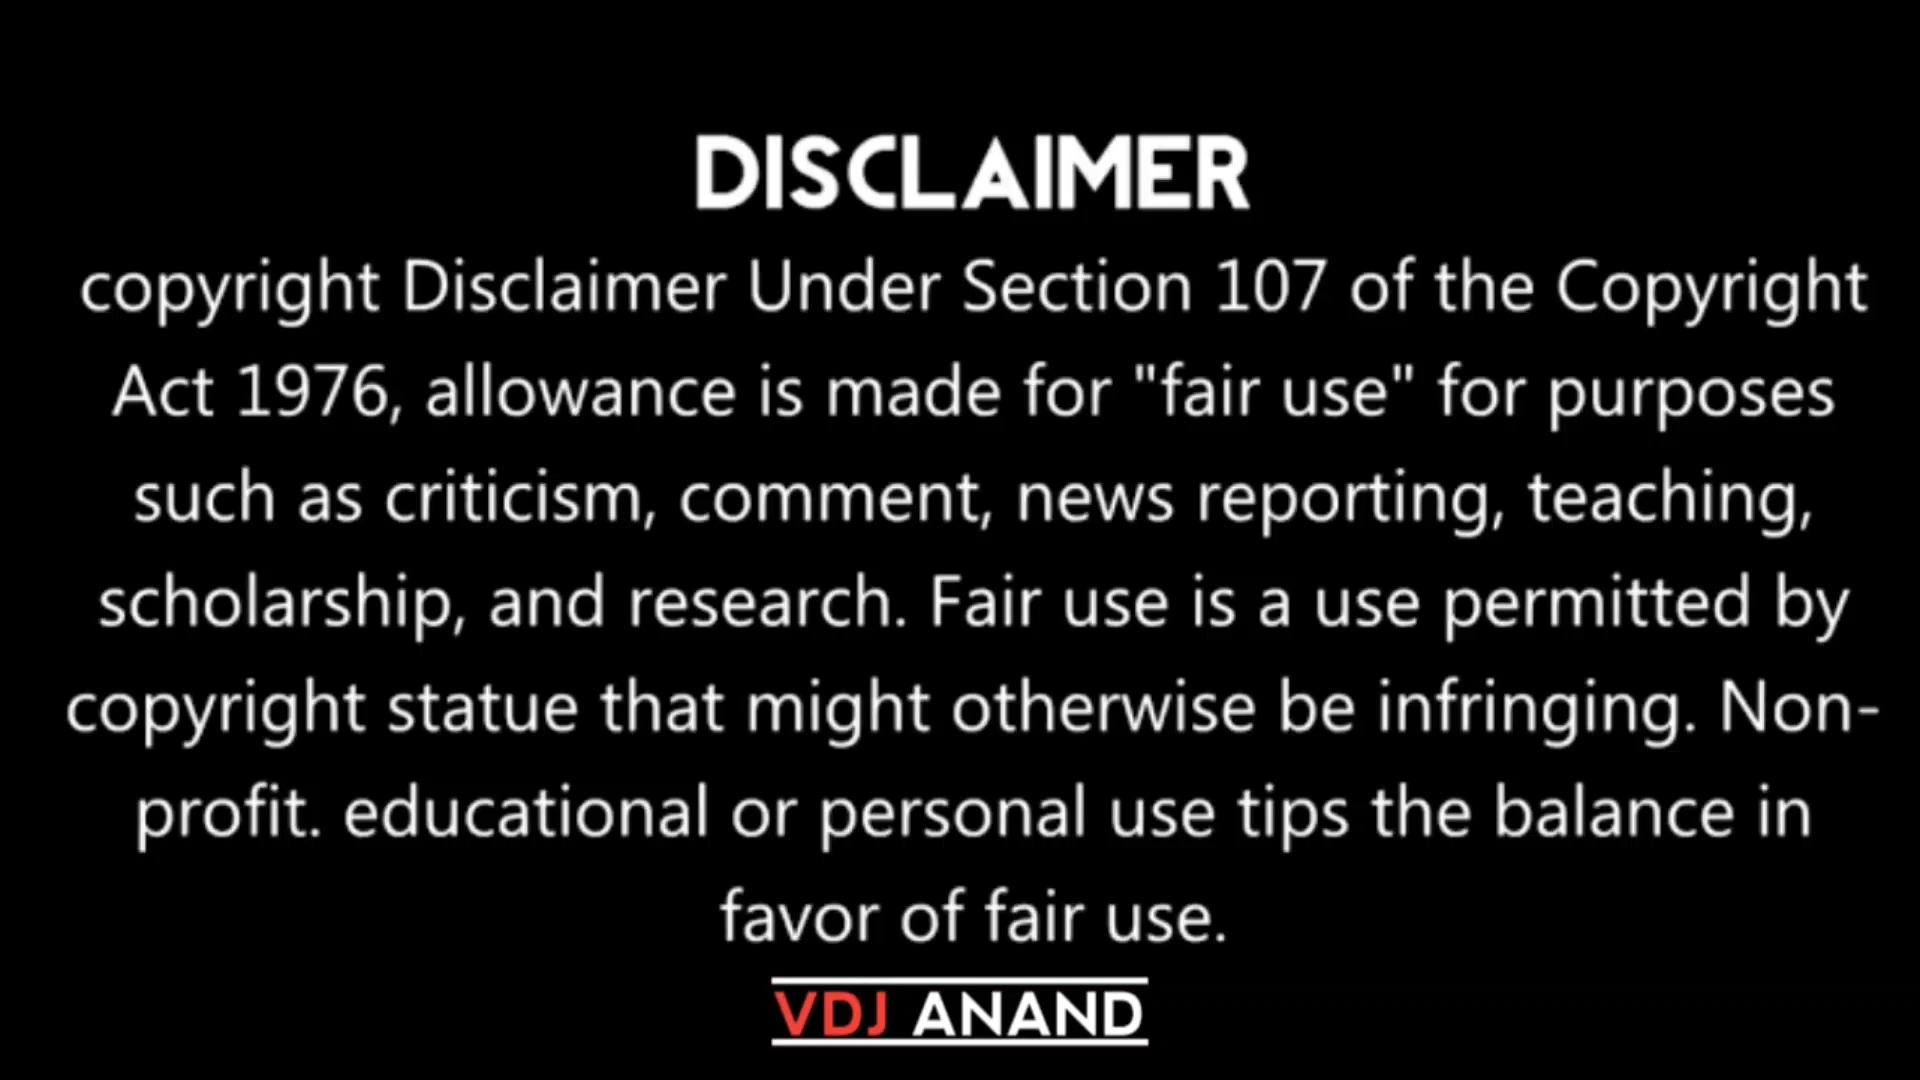 DISCLAIMER
copyright Disclaimer Under Section 107 of the Copyright
Act 1976, allowance is made for "fair use" for purposes
such as criticism, comment, news reporting, teaching,
scholarship, and research. Fair use is a use permitted by
copyright statue that might otherwise be infringing. Non-
profit. educational or personal use tips the balance in
favor of fair use.
VDJ ANAND